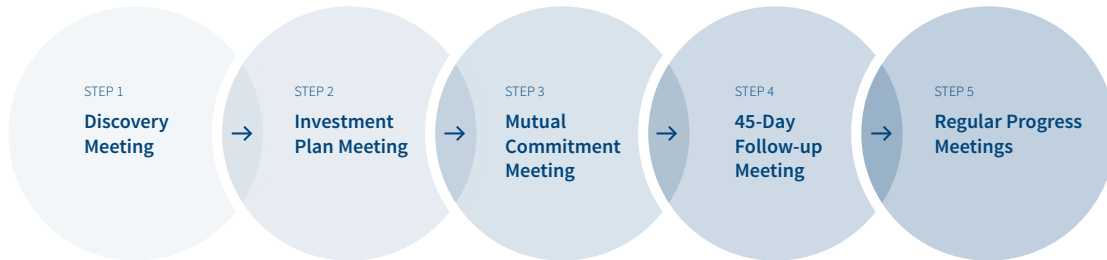 STEP 1
Discovery
Meeting
STEP 2
Investment
Plan Meeting
STEP 3
Mutual
Commitment
Meeting
STEP 4
45-Day
Follow-up
Meeting
STEP 5
Regular Progress
Meetings